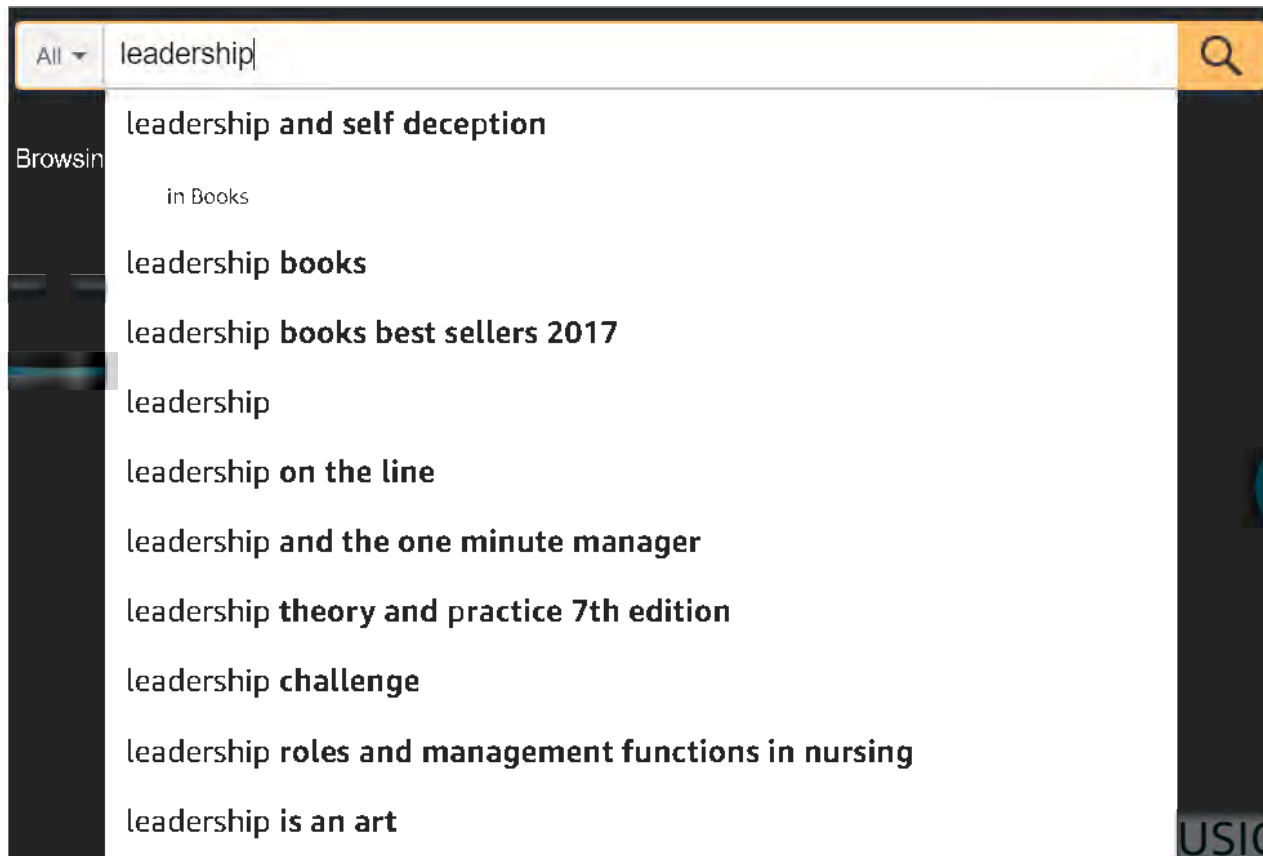 All
leadership
leadership and self deception
Browsin
in Books
leadership books
leadership books best sellers 2017
leadership
leadership on the line
leadership and the one minute manager
leadership theory and practice 7th edition
leadership challenge
leadership roles and management functions in nursing
leadership is an art
USIC